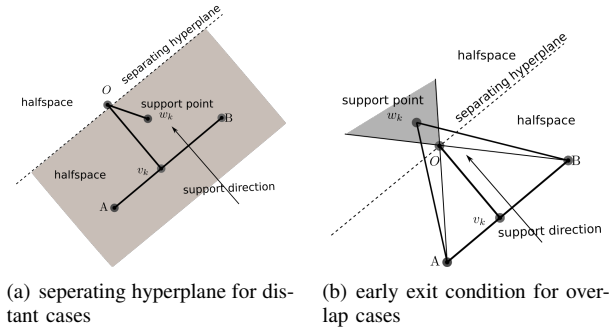 separating hyperplane
O
halfspace
support point
w_k
B
halfspace
v_k
support direction
A
(a) seperating hyperplane for dis-
tant cases
halfspace
separating hyperplane
support point
w_k
halfspace
O
B
v_k
support direction
A
(b) early exit condition for over-
lap cases